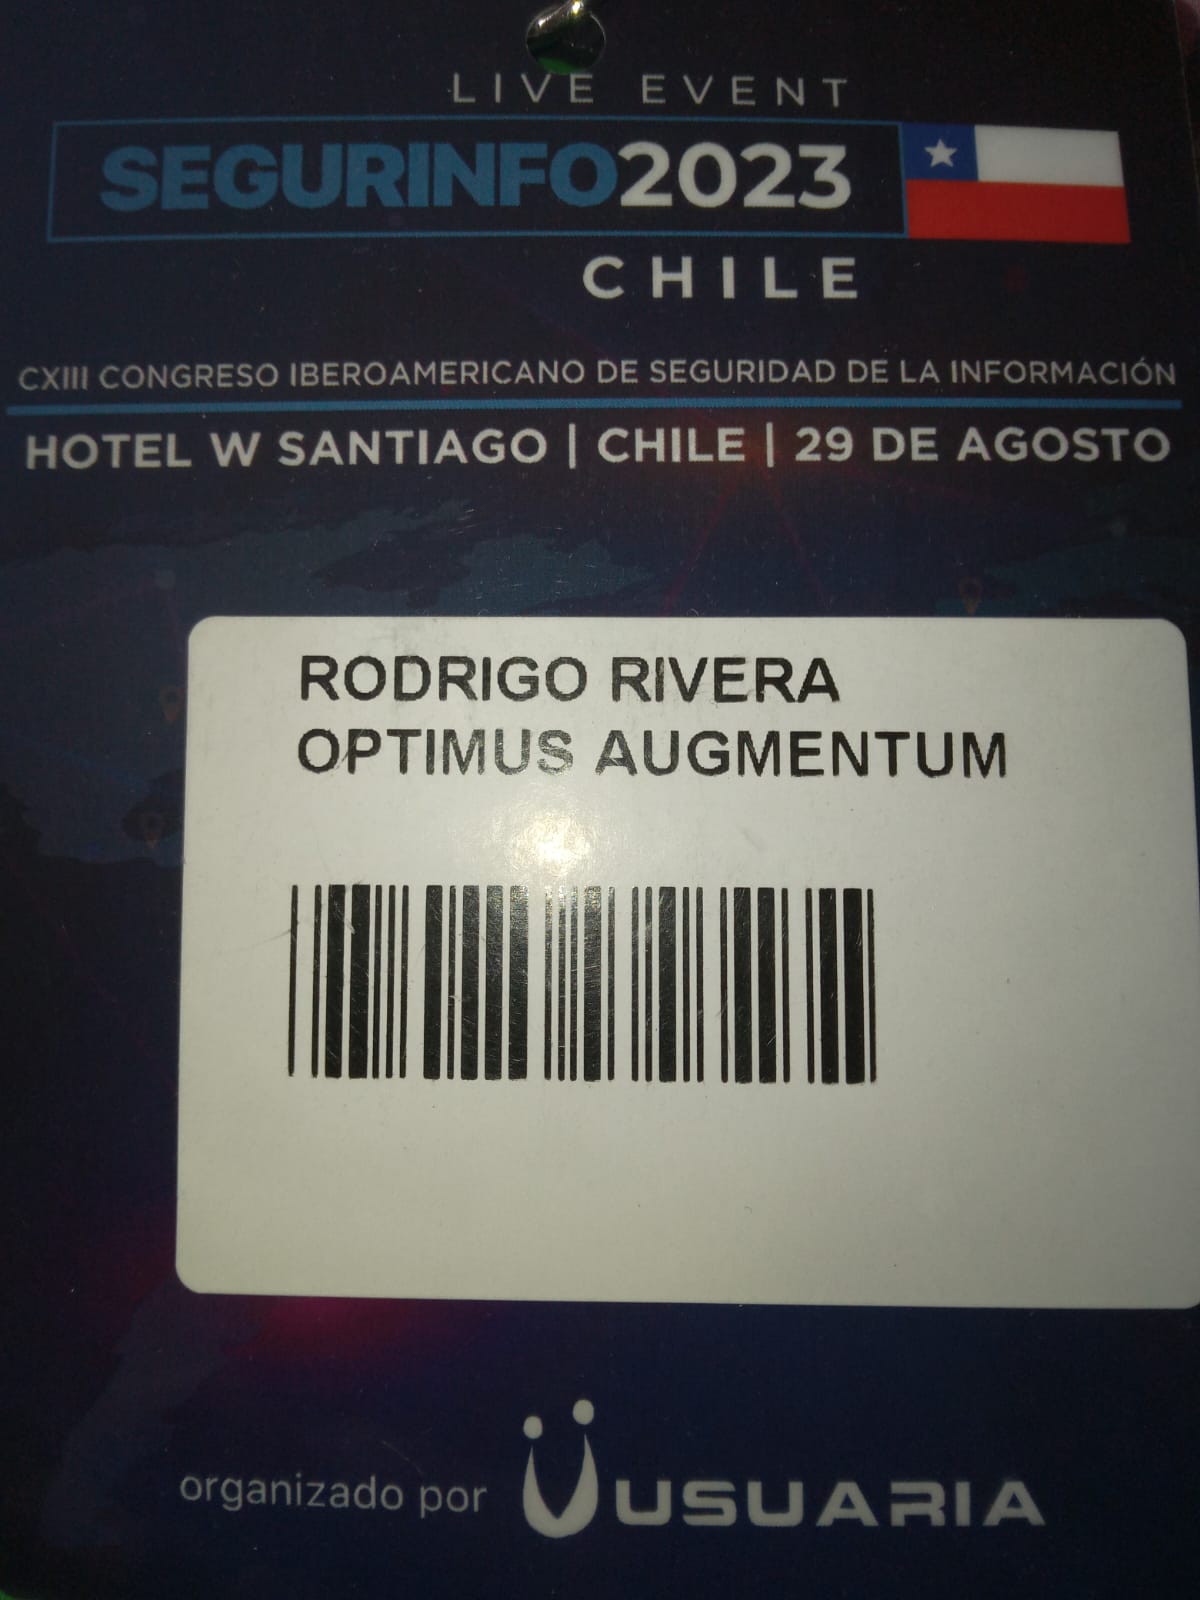 LIVE EVENT
SEGURINFO2023
CHILE
CXIII CONGRESO IBEROAMERICANO DE SEGURIDAD DE LA INFORMACIÓN
HOTEL W SANTIAGO | CHILE | 29 DE AGOSTO
RODRIGO RIVERA
OPTIMUS AUGMENTUM
organizado por USUARIA